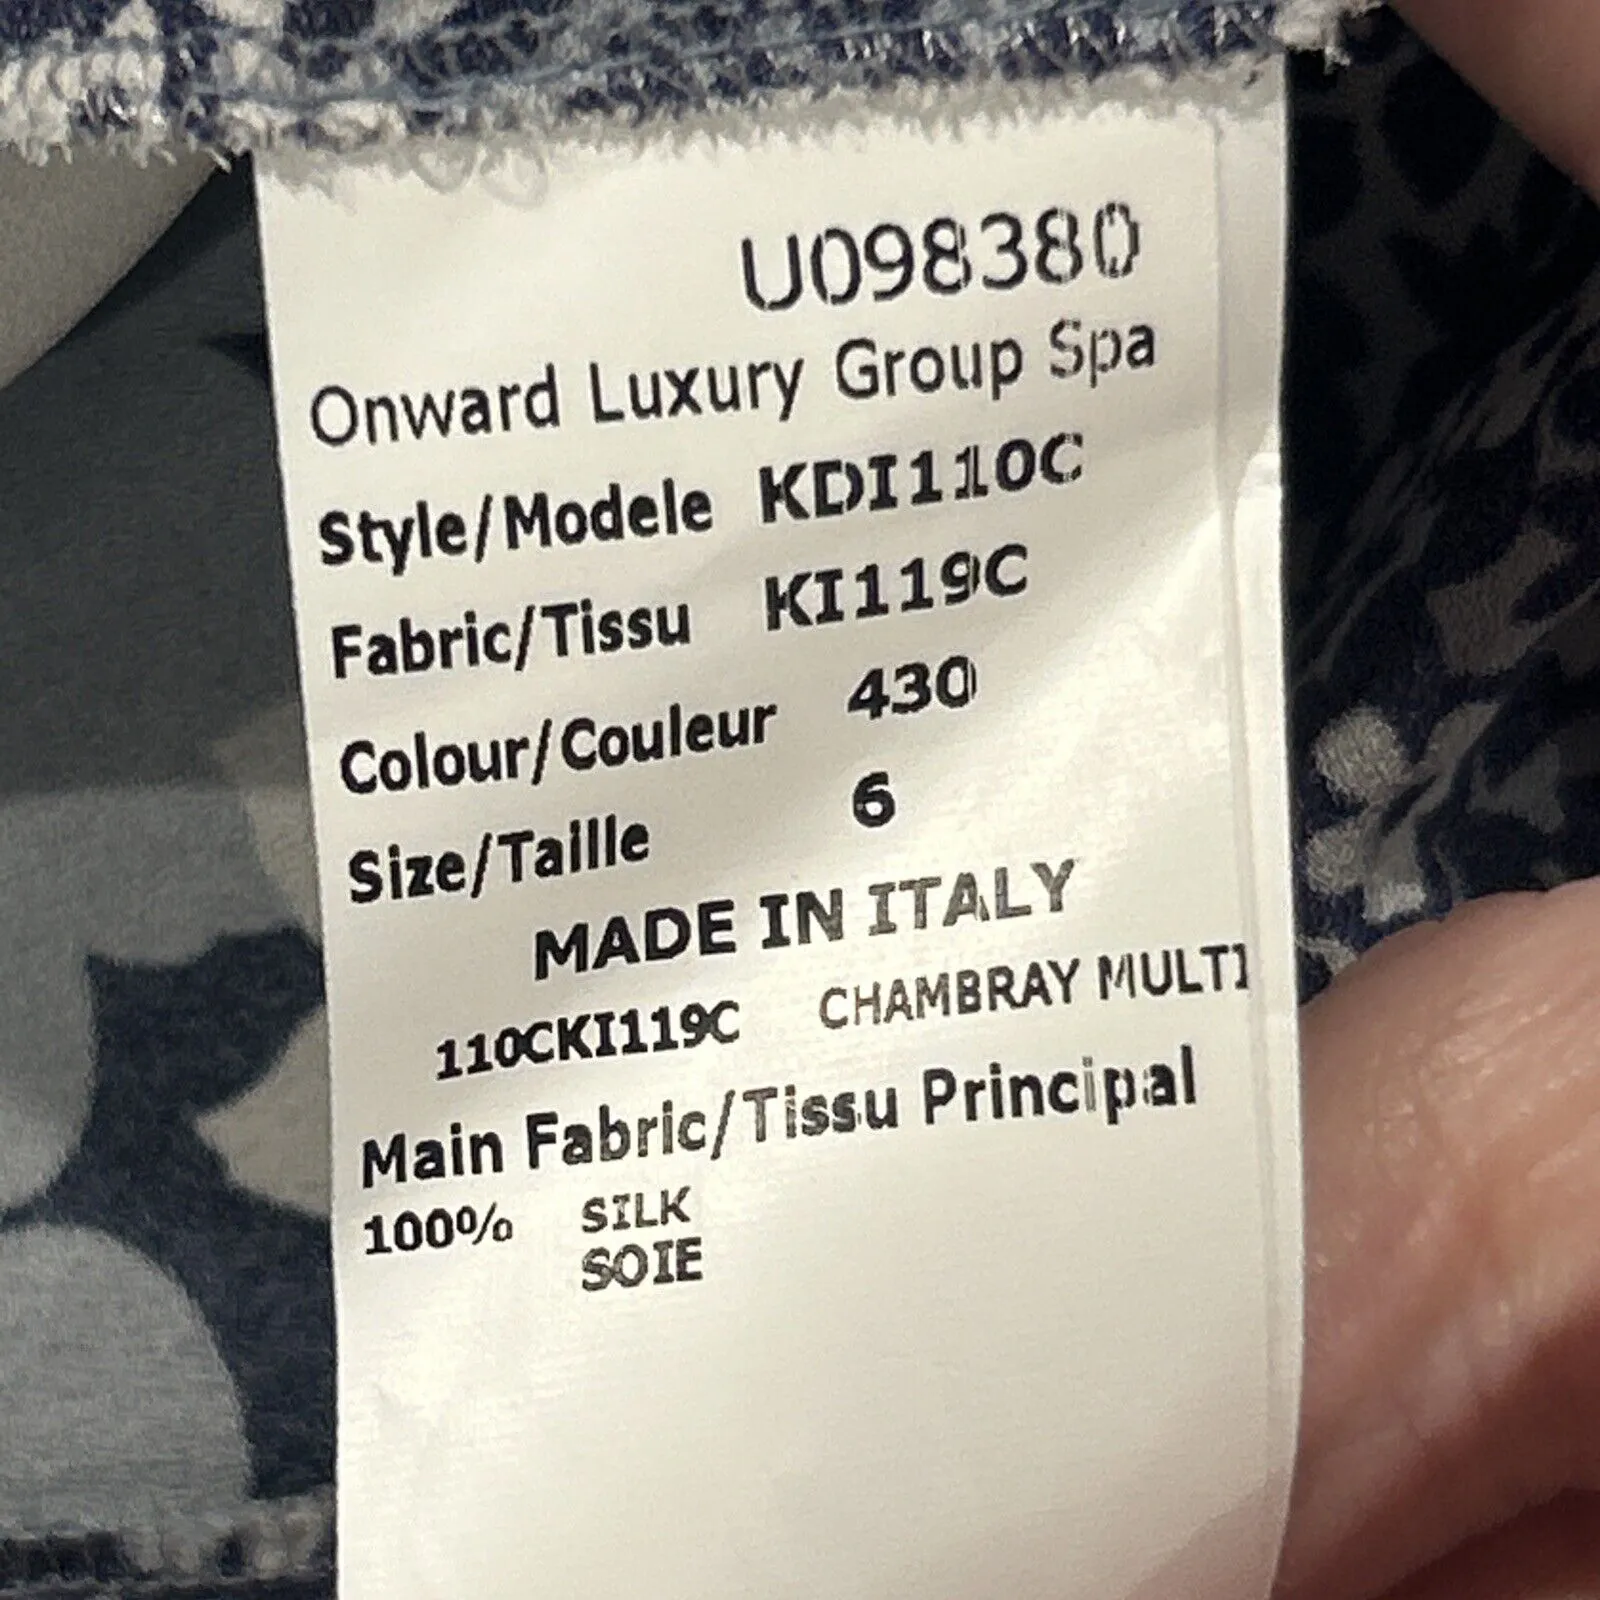 U098380
Onward Luxury Group Spa
Style/Modele KDI110C
Fabric/Tissu KI119C
Colour/Couleur 430
Size/Taille 6
MADE IN ITALY
110CKI119C CHAMBRAY MULTI
Main Fabric/Tissu Principal
100% SILK
SOIE